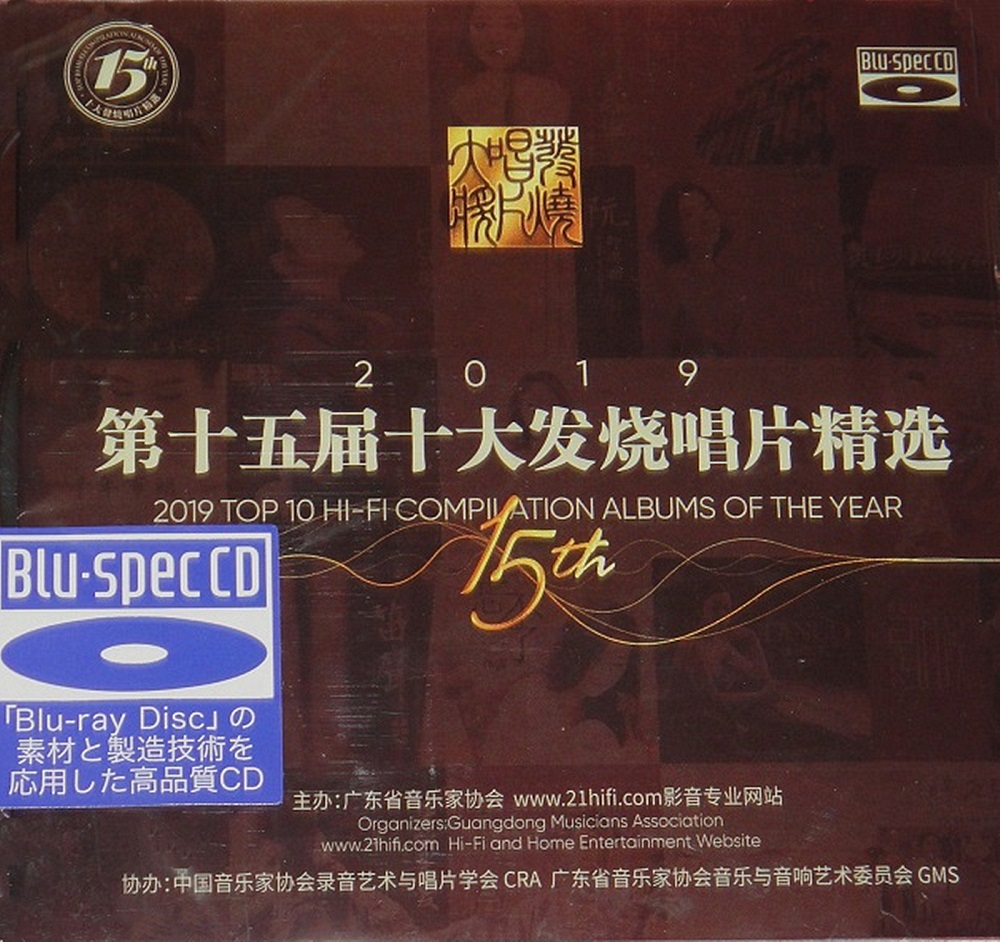 15th
十大發燒唱片精選
Blu-spec CD
發燒
唱片
大獎
2019
第十五届十大发烧唱片精选
2019 TOP 10 HI-FI COMPILATION ALBUMS OF THE YEAR
15th
Blu-spec CD
「Blu-ray Disc」の
素材と製造技術を
応用した高品質CD
主办:广东省音乐家协会 www.21hifi.com影音专业网站
Organizers:Guangdong Musicians Association
www.21hifi.com Hi-Fi and Home Entertainment Website
协办:中国音乐家协会录音艺术与唱片学会 CRA 广东省音乐家协会音乐与音响艺术委员会 GMS